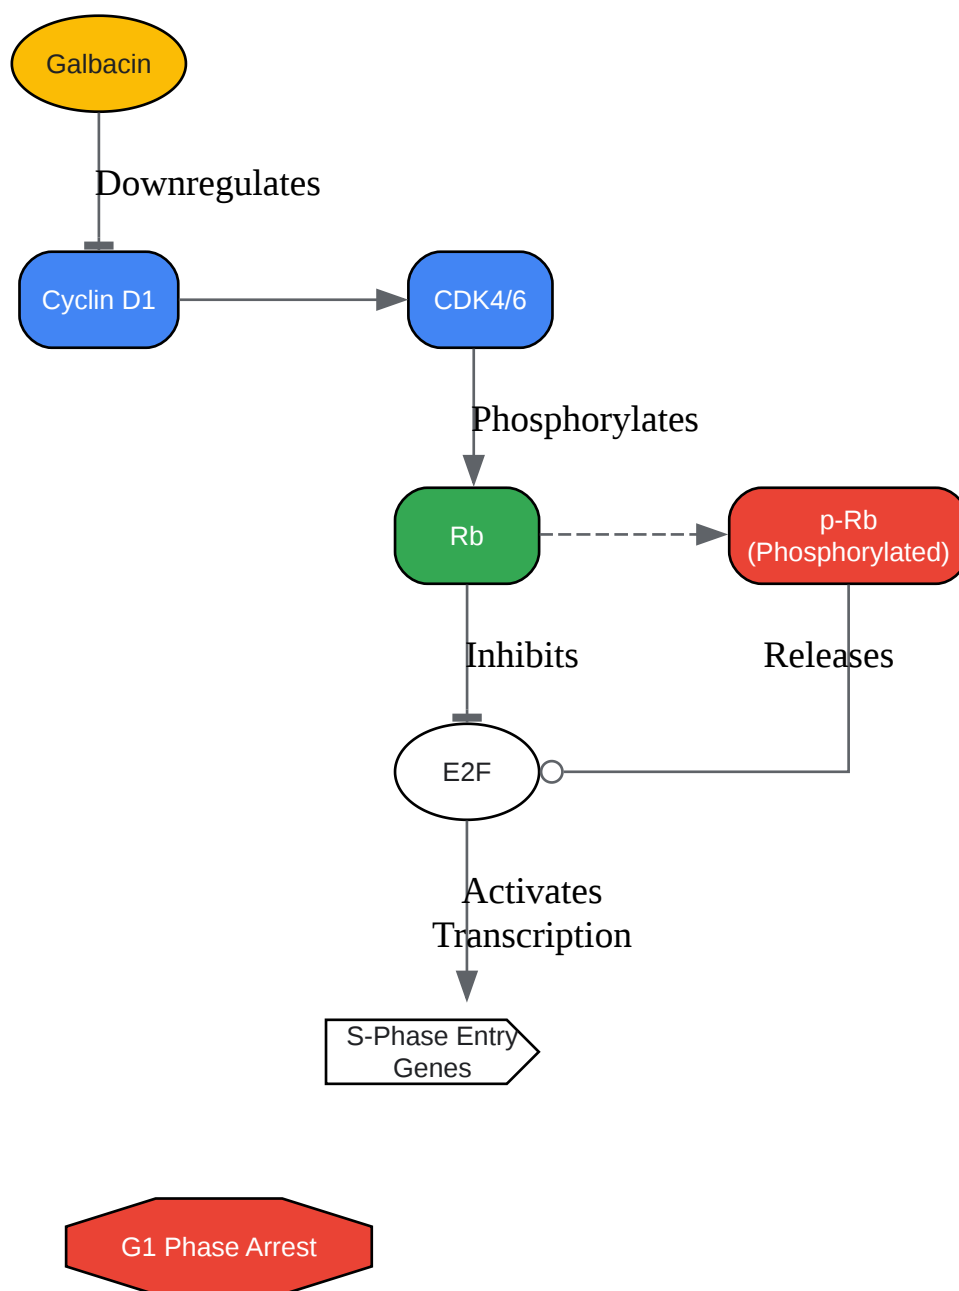 Galbacin
Downregulates
Cyclin D1
CDK4/6
Phosphorylates
Rb
p-Rb
(Phosphorylated)
Inhibits
Releases
E2F
Activates
Transcription
S-Phase Entry
Genes
G1 Phase Arrest